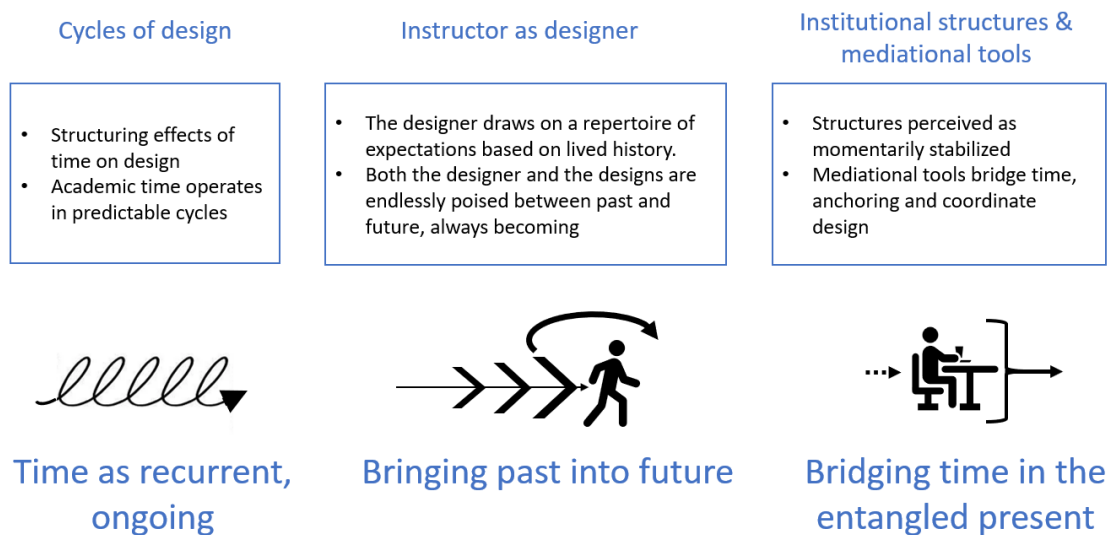 Cycles of design
• Structuring effects of
time on design
• Academic time operates
in predictable cycles
Time as recurrent,
ongoing
Instructor as designer
• The designer draws on a repertoire of
expectations based on lived history.
• Both the designer and the designs are
endlessly poised between past and
future, always becoming
Bringing past into future
Institutional structures &
mediational tools
• Structures perceived as
momentarily stabilized
• Mediational tools bridge time,
anchoring and coordinate
design
Bridging time in the
entangled present